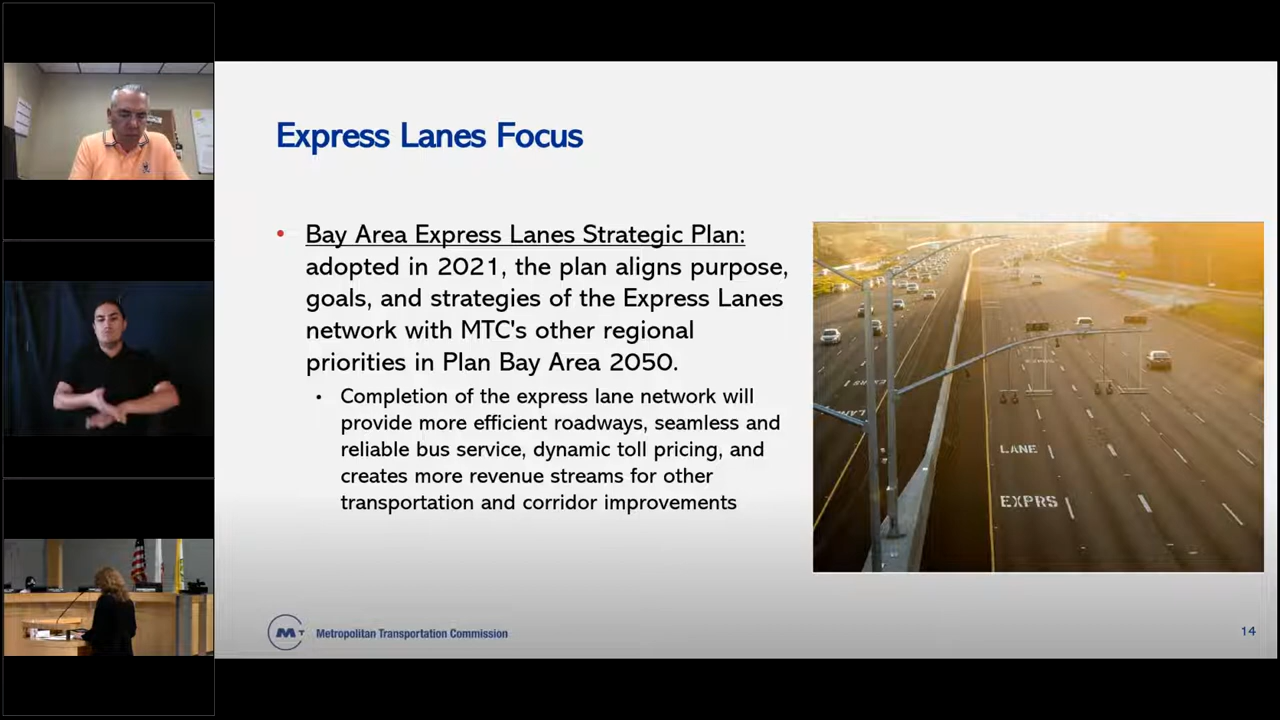 Express Lanes Focus
• Bay Area Express Lanes Strategic Plan:
adopted in 2021, the plan aligns purpose,
goals, and strategies of the Express Lanes
network with MTC's other regional
priorities in Plan Bay Area 2050.
• Completion of the express lane network will
provide more efficient roadways, seamless and
reliable bus service, dynamic toll pricing, and
creates more revenue streams for other
transportation and corridor improvements
LANE
EXPRS
MT Metropolitan Transportation Commission
14